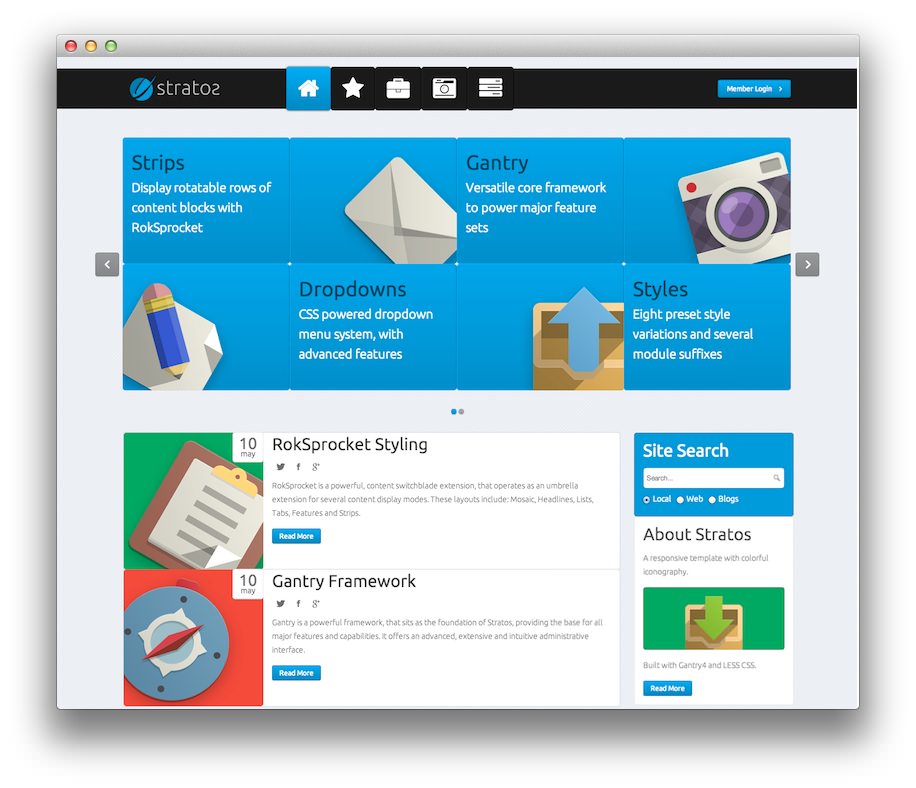 stratos
Member Login
Strips
Display rotatable rows of
content blocks with
RokSprocket
Gantry
Versatile core framework
to power major feature
sets
Dropdowns
CSS powered dropdown
menu system, with
advanced features
Styles
Eight preset style
variations and several
module suffixes
10
may
RokSprocket Styling
RokSprocket is a powerful, content switchblade extension, that operates as an umbrella
extension for several content display modes. These layouts include: Mosaic, Headlines, Lists,
Tabs, Features and Strips.
Read More
10
may
Gantry Framework
Gantry is a powerful framework, that sits as the foundation of Stratos, providing the base for all
major features and capabilities. It offers an advanced, extensive and intuitive administrative
interface.
Read More
Site Search
Search...
Local Web Blogs
About Stratos
A responsive template with colorful
iconography.
Built with Gantry4 and LESS CSS.
Read More